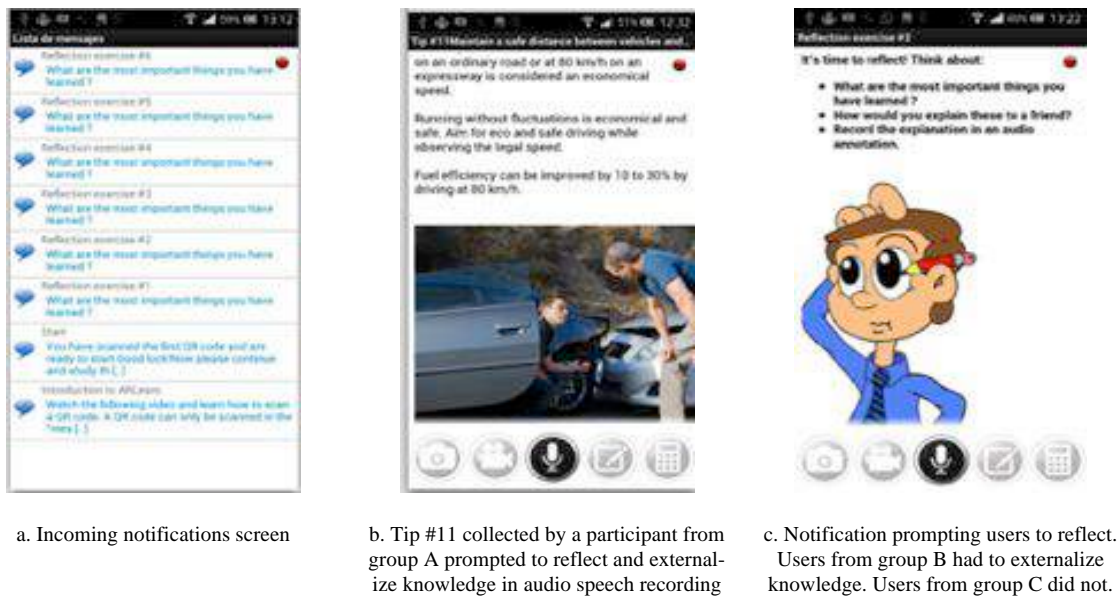 59% 13:12
Lista de mensajes
Reflection exercise #6
What are the most important things you have
learned ?
Reflection exercise #5
What are the most important things you have
learned ?
Reflection exercise #4
What are the most important things you have
learned ?
Reflection exercise #3
What are the most important things you have
learned ?
Reflection exercise #2
What are the most important things you have
learned ?
Reflection exercise #1
What are the most important things you have
learned ?
Start
You have scanned the first QR code and are
ready to start Good luck!Now please continue
and study
Introduction to ARLearn
Watch the following video and learn how to scan
a QR code. A QR code can only be scanned in the
a. Incoming notifications screen
51% 12:32
Tip #11Maintain a safe distance between vehicles and..
on an ordinary road or at 80 km/h on an
expressway is considered an economical
speed.
Running without fluctuations is economical and
safe. Aim for eco and safe driving while
observing the legal speed.
Fuel efficiency can be improved by 10 to 30% by
driving at 80 km/h.
b. Tip #11 collected by a participant from
group A prompted to reflect and external-
ize knowledge in audio speech recording
13:22
Reflection exercise #3
It's time to reflect! Think about:
• What are the most important things you
have learned ?
• How would you explain these to a friend?
• Record the explanation in an audio
annotation.
c. Notification prompting users to reflect.
Users from group B had to externalize
knowledge. Users from group C did not.